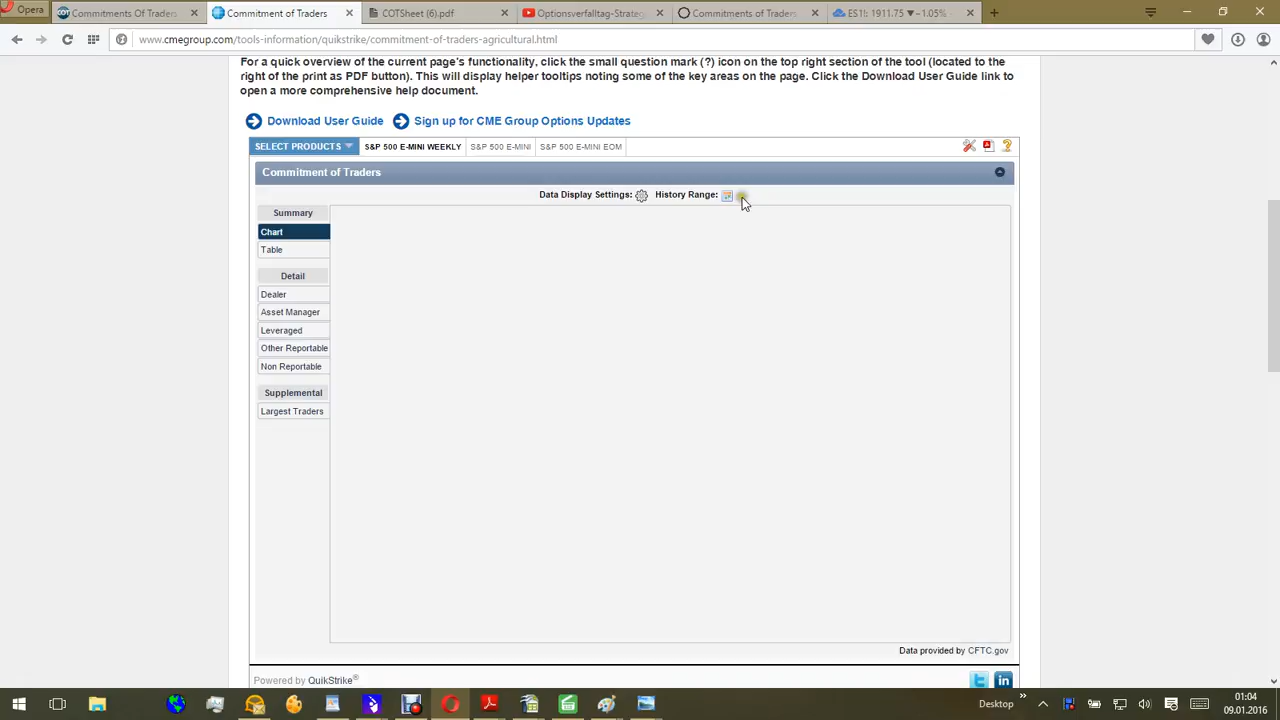 Opera
Commitments Of Traders
Commitment of Traders
COTSheet (6).pdf
Optionsverfalltag-Strateg
Commitments of Traders
ES1!: 1911.75 ▼−1.05%
www.cmegroup.com/tools-information/quikstrike/commitment-of-traders-agricultural.html
For a quick overview of the current page's functionality, click the small question mark (?) icon on the top right section of the tool (located to the
right of the print as PDF button). This will display helper tooltips noting some of the key areas on the page. Click the Download User Guide link to
open a more comprehensive help document.
Download User Guide
Sign up for CME Group Options Updates
SELECT PRODUCTS
S&P 500 E-MINI WEEKLY
S&P 500 E-MINI
S&P 500 E-MINI EOM
Commitment of Traders
Data Display Settings:
History Range:
Summary
Chart
Table
Detail
Dealer
Asset Manager
Leveraged
Other Reportable
Non Reportable
Supplemental
Largest Traders
Data provided by CFTC.gov
Powered by QuikStrike®
Desktop
01:04
09.01.2016